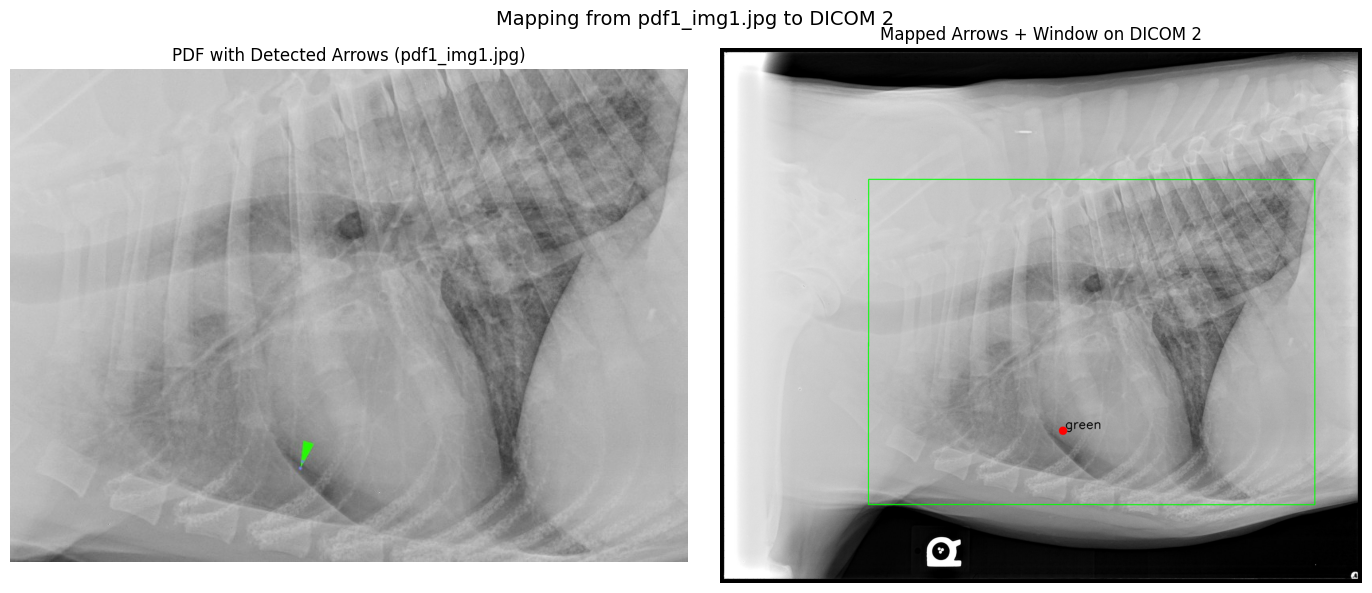 Mapping from pdf1_img1.jpg to DICOM 2
PDF with Detected Arrows (pdf1_img1.jpg)
Mapped Arrows + Window on DICOM 2
green